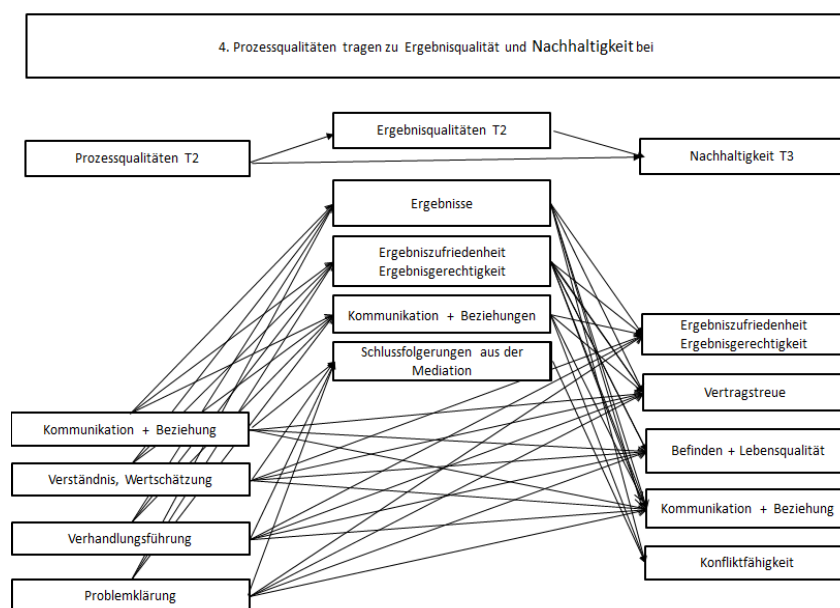 4. Prozessqualitäten tragen zu Ergebnisqualität und Nachhaltigkeit bei
Prozessqualitäten T2
Ergebnisqualitäten T2
Nachhaltigkeit T3
Ergebnisse
Ergebniszufriedenheit
Ergebnisgerechtigkeit
Kommunikation + Beziehungen
Schlussfolgerungen aus der
Mediation
Kommunikation + Beziehung
Verständnis, Wertschätzung
Verhandlungsführung
Problemklärung
Ergebniszufriedenheit
Ergebnisgerechtigkeit
Vertragstreue
Befinden + Lebensqualität
Kommunikation + Beziehung
Konfliktfähigkeit